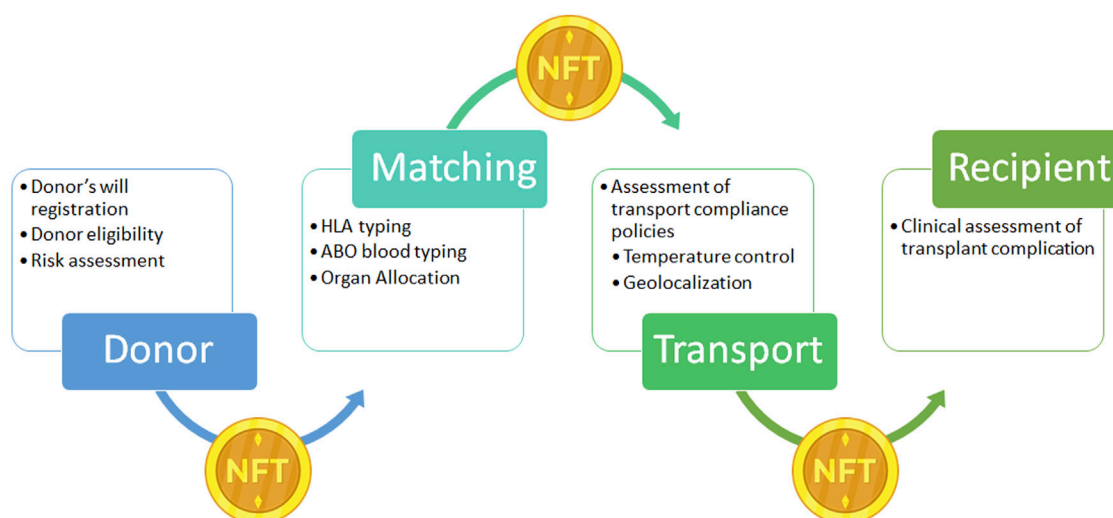 NFT
Matching
Recipient
• Donor's will
registration
• Donor eligibility
• Risk assessment
• HLA typing
• ABO blood typing
• Organ Allocation
• Assessment of
transport compliance
policies
• Temperature control
• Geolocalization
• Clinical assessment of
transplant complication
Donor
Transport
NFT
NFT